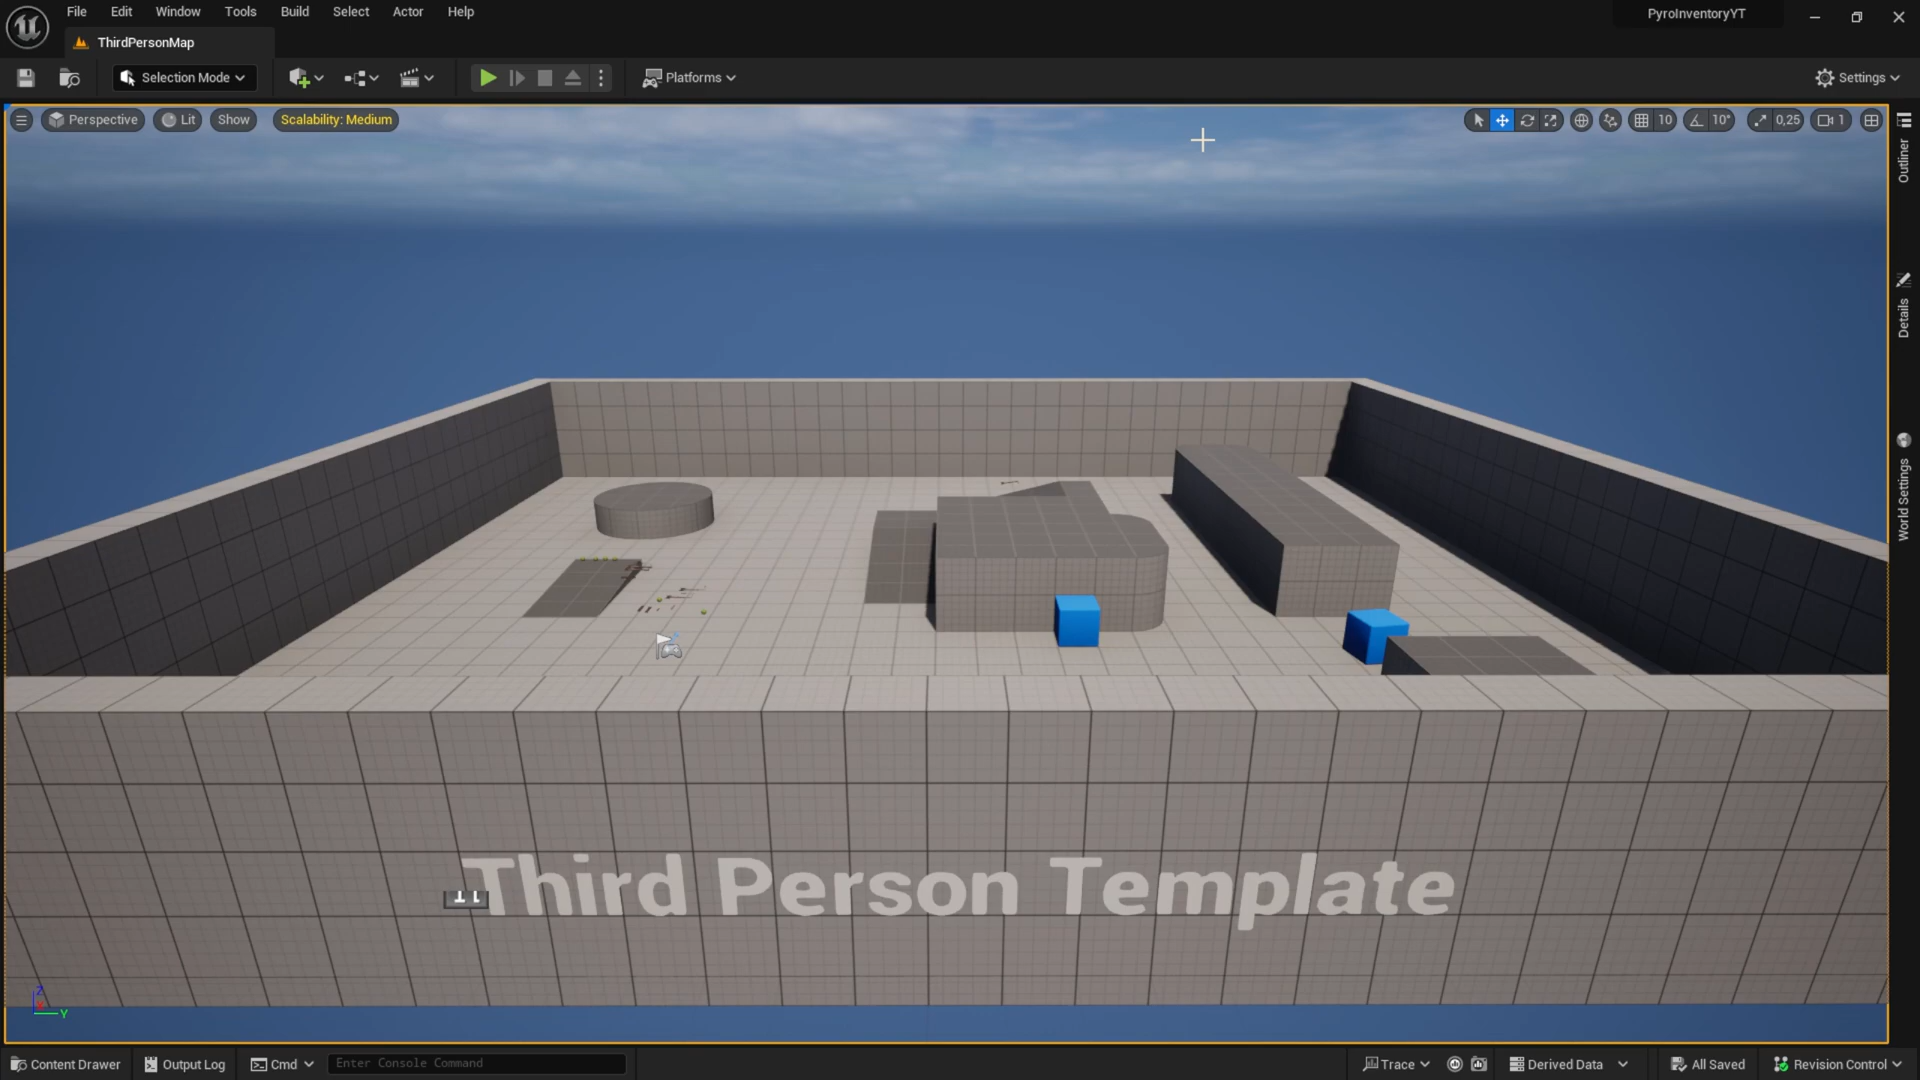 File Edit Window Tools Build Select Actor Help
PyroInventoryYT
ThirdPersonMap
Selection Mode
Platforms
Settings
Perspective Lit Show Scalability: Medium
10 10° 0,25 1
Outliner
Details
World Settings
Third Person Template
Z
Y
Content Drawer Output Log Cmd Enter Console Command
Trace Derived Data All Saved Revision Control